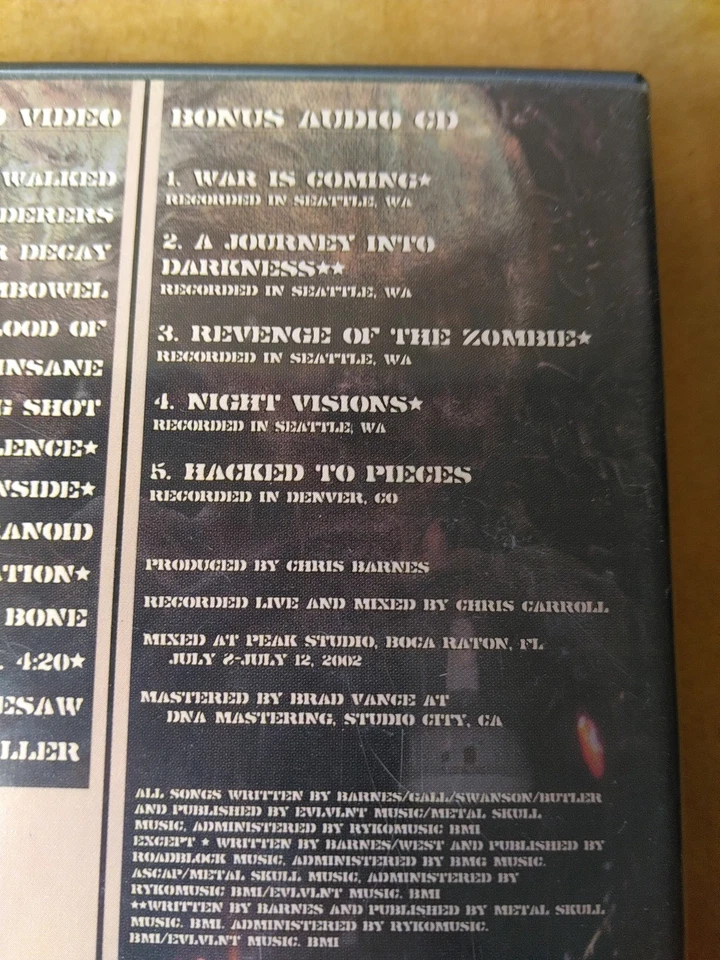 VIDEO
WALKED
DERERS
DECAY
MBOWEL
LOOD OF
INSANE
G SHOT
LENCE★
NSIDE★
ANOID
TION★
BONE
4:20★
ESAW
LLER
BONUS AUDIO CD
1. WAR IS COMING★
RECORDED IN SEATTLE, WA
2. A JOURNEY INTO
DARKNESS★★
RECORDED IN SEATTLE, WA
3. REVENGE OF THE ZOMBIE★
RECORDED IN SEATTLE, WA
4. NIGHT VISIONS★
RECORDED IN SEATTLE, WA
5. HACKED TO PIECES
RECORDED IN DENVER, CO
PRODUCED BY CHRIS BARNES
RECORDED LIVE AND MIXED BY CHRIS CARROLL
MIXED AT PEAK STUDIO, BOCA RATON, FL
JULY 2-JULY 12, 2002
MASTERED BY BRAD VANCE AT
DNA MASTERING, STUDIO CITY, CA
ALL SONGS WRITTEN BY BARNES/GALL/SWANSON/BUTLER
AND PUBLISHED BY EVLVLNT MUSIC/METAL SKULL
MUSIC, ADMINISTERED BY RYKOMUSIC BMI
EXCEPT ★ WRITTEN BY BARNES/WEST AND PUBLISHED BY
ROADBLOCK MUSIC, ADMINISTERED BY BMG MUSIC.
ASCAP/METAL SKULL MUSIC, ADMINISTERED BY
RYKOMUSIC BMI/EVLVLNT MUSIC. BMI
★★WRITTEN BY BARNES AND PUBLISHED BY METAL SKULL
MUSIC. BMI. ADMINISTERED BY RYKOMUSIC.
BMI/EVLVLNT MUSIC. BMI